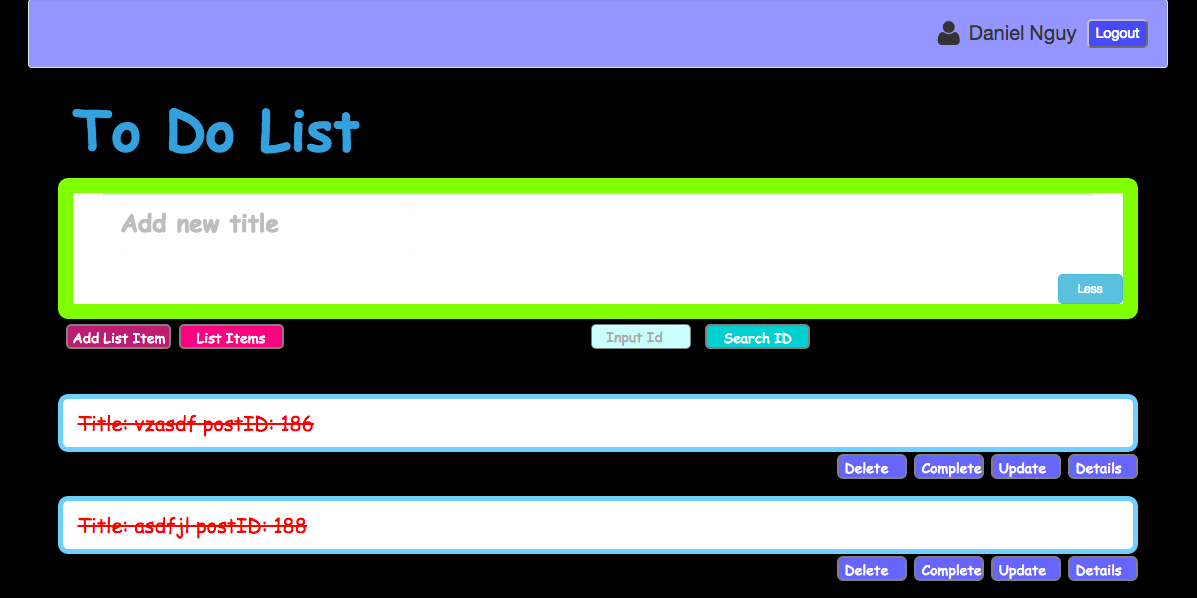 Daniel Nguy Logout
To Do List
Add new title
Less
Add List Item List Items Input Id Search ID
Title: vzasdf postID: 186
Delete Complete Update Details
Title: asdfjl postID: 188
Delete Complete Update Details